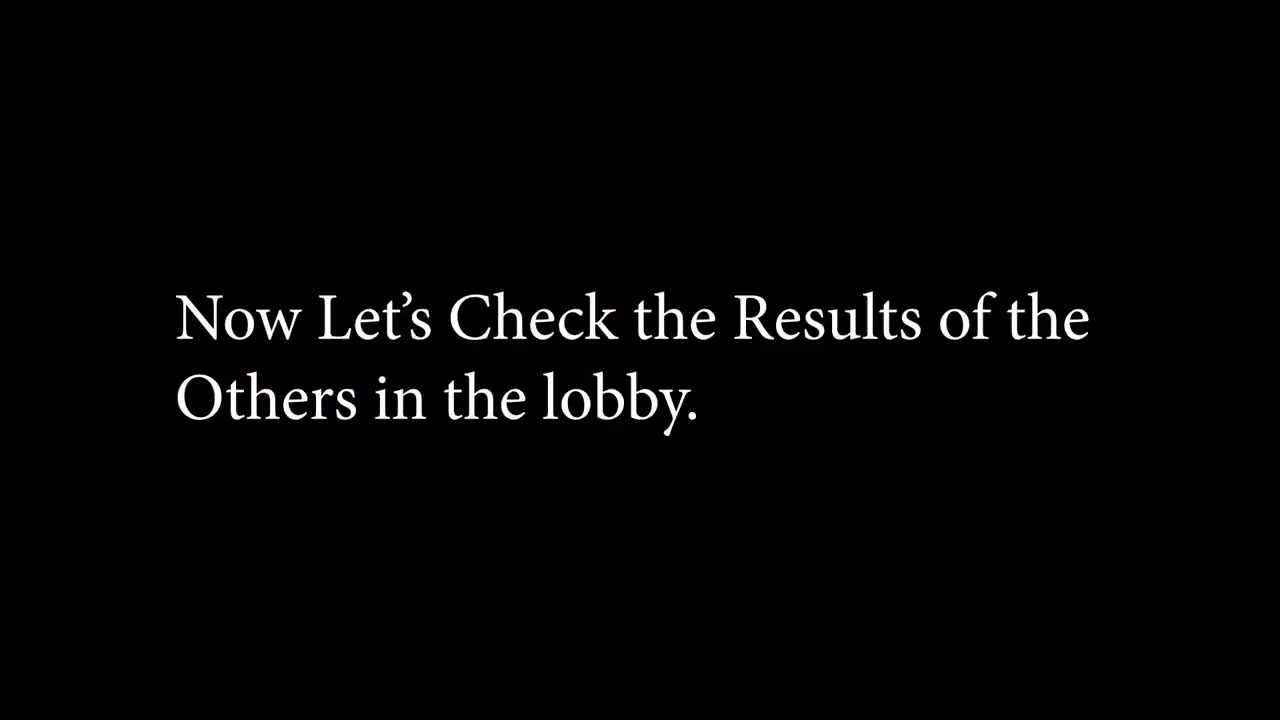 Now Let’s Check the Results of the
Others in the lobby.